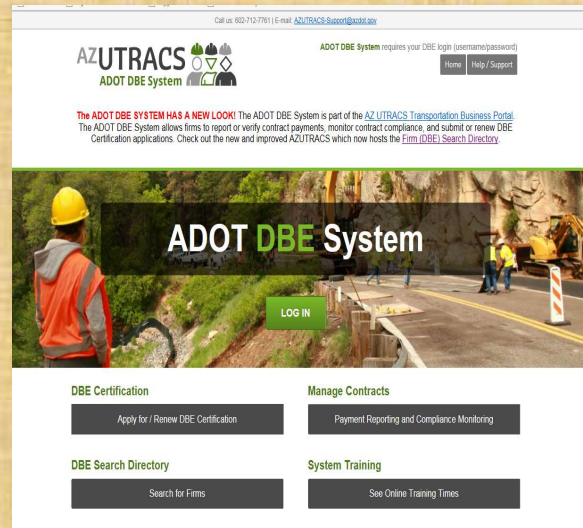 Call us: 602-712-7761 | E-mail: AZUTRACS-Support@azdot.gov
AZUTRACS
ADOT DBE System
ADOT DBE System requires your DBE login (username/password)
Home Help / Support
The ADOT DBE SYSTEM HAS A NEW LOOK! The ADOT DBE System is part of the AZ UTRACS Transportation Business Portal.
The ADOT DBE System allows firms to report or verify contract payments, monitor contract compliance, and submit or renew DBE
Certification applications. Check out the new and improved AZUTRACS which now hosts the Firm (DBE) Search Directory.
ADOT DBE System
LOG IN
DBE Certification
Apply for / Renew DBE Certification
Manage Contracts
Payment Reporting and Compliance Monitoring
DBE Search Directory
Search for Firms
System Training
See Online Training Times